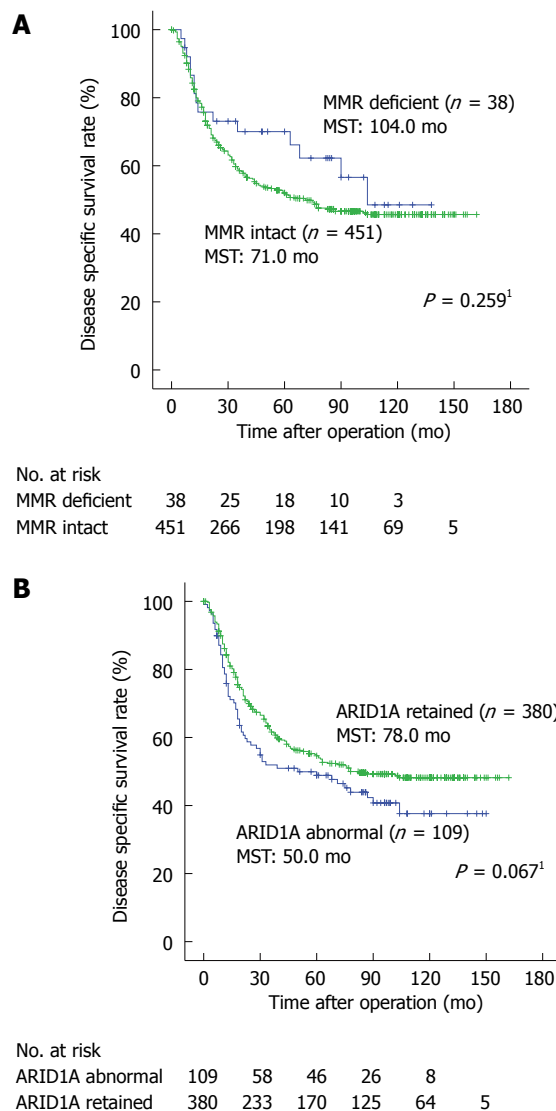 A
Disease specific survival rate (%)
100
80
60
40
20
0
MMR deficient (n = 38)
MST: 104.0 mo
MMR intact (n = 451)
MST: 71.0 mo
P = 0.259¹
0 30 60 90 120 150 180
Time after operation (mo)
No. at risk
MMR deficient 38 25 18 10 3
MMR intact 451 266 198 141 69 5
B
Disease specific survival rate (%)
100
80
60
40
20
0
ARID1A retained (n = 380)
MST: 78.0 mo
ARID1A abnormal (n = 109)
MST: 50.0 mo
P = 0.067¹
0 30 60 90 120 150 180
Time after operation (mo)
No. at risk
ARID1A abnormal 109 58 46 26 8
ARID1A retained 380 233 170 125 64 5